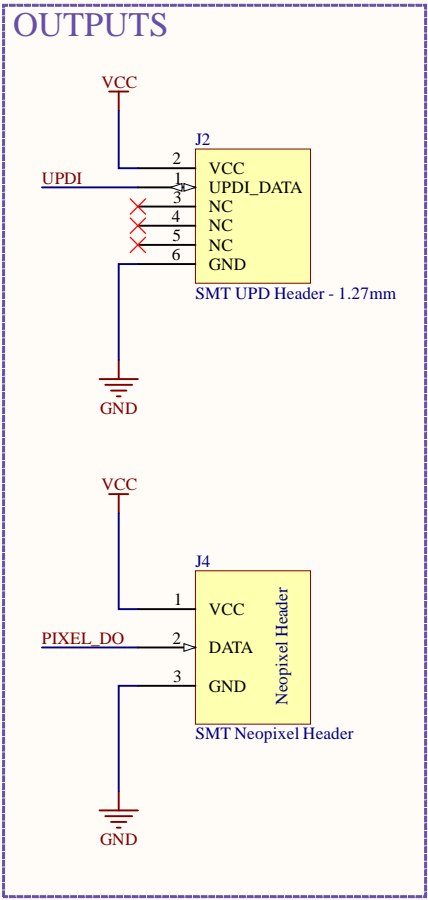 OUTPUTS
VCC
J2
2 VCC
UPDI 1 UPDI_DATA
3 NC
4 NC
5 NC
6 GND
SMT UPD Header - 1.27mm
GND
VCC
J4
1 VCC
PIXEL_DO 2 DATA
3 GND
Neopixel Header
SMT Neopixel Header
GND